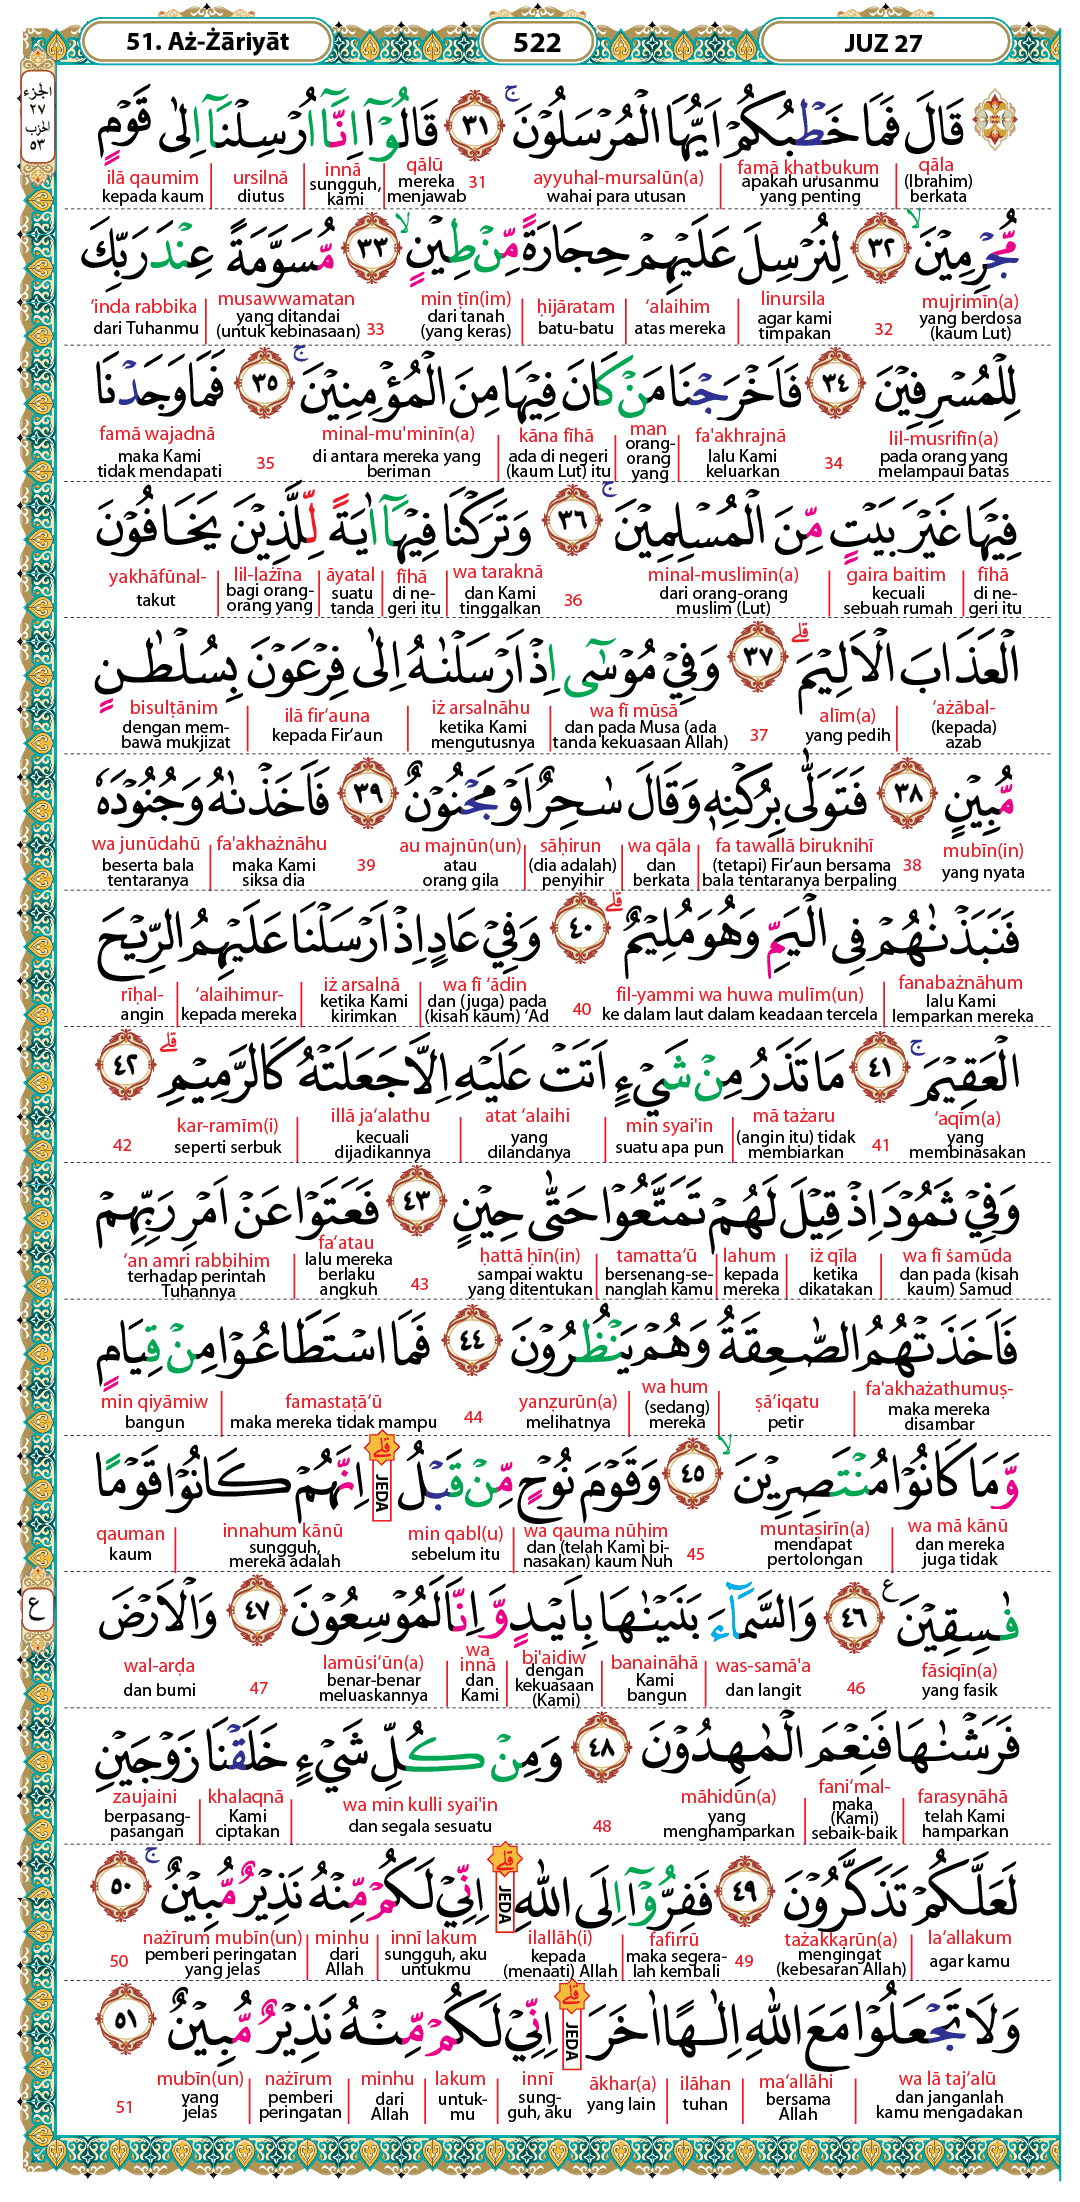 51. Aż-Żāriyāt
522
JUZ 27
الجزء
٢٧
الحزب
٥٣
قَالَ فَمَا خَطْبُكُمْ اَيُّهَا الْمُرْسَلُوْنَ ۚ ٣١ قَالُوْٓا اِنَّآ اُرْسِلْنَآ اِلٰى قَوْمٍ
qāla famā khaṭbukum ayyuhal-mursalūn(a) 31 qālū innā ursilnā ilā qaumim
(Ibrahim) berkata apakah urusanmu yang penting wahai para utusan mereka menjawab sungguh, kami diutus kepada kaum
مُّجْرِمِيْنَ ۙ ٣٢ لِنُرْسِلَ عَلَيْهِمْ حِجَارَةً مِّنْ طِيْنٍ ۙ ٣٣ مُّسَوَّمَةً عِنْدَ رَبِّكَ
mujrimīn(a) 32 linursila ‘alaihim ḥijāratam min ṭīn(im) 33 musawwamatan ‘inda rabbika
yang berdosa (kaum Lut) agar kami timpakan atas mereka batu-batu dari tanah (yang keras) yang ditandai (untuk kebinasaan) dari Tuhanmu
لِلْمُسْرِفِيْنَ ٣٤ فَاَخْرَجْنَا مَنْ كَانَ فِيْهَا مِنَ الْمُؤْمِنِيْنَ ۚ ٣٥ فَمَا وَجَدْنَا
lil-musrifīn(a) 34 fa'akhrajnā man kāna fīhā minal-mu'minīn(a) 35 famā wajadnā
pada orang yang melampaui batas lalu Kami keluarkan orang-orang yang ada di negeri (kaum Lut) itu di antara mereka yang beriman maka Kami tidak mendapati
فِيْهَا غَيْرَ بَيْتٍ مِّنَ الْمُسْلِمِيْنَ ۚ ٣٦ وَتَرَكْنَا فِيْهَآ اٰيَةً لِّلَّذِيْنَ يَخَافُوْنَ
fīhā gaira baitim minal-muslimīn(a) 36 wa taraknā fīhā āyatal lil-lażīna yakhāfūnal-
di ne-geri itu kecuali sebuah rumah dari orang-orang muslim (Lut) dan Kami tinggalkan di ne-geri itu suatu tanda bagi orang-orang yang takut
الْعَذَابَ الْاَلِيْمَ ۗ ٣٧ وَفِيْ مُوْسٰٓى اِذْ اَرْسَلْنٰهُ اِلٰى فِرْعَوْنَ بِسُلْطٰنٍ
‘ażābal- alīm(a) 37 wa fī mūsā iż arsalnāhu ilā fir‘auna bisulṭānim
(kepada) azab yang pedih dan pada Musa (ada tanda kekuasaan Allah) ketika Kami mengutusnya kepada Fir‘aun dengan mem-bawa mukjizat
مُّبِيْنٍ ٣٨ فَتَوَلّٰى بِرُكْنِهٖ وَقَالَ سٰحِرٌ اَوْ مَجْنُوْنٌ ٣٩ فَاَخَذْنٰهُ وَجُنُوْدَهٗ
mubīn(in) 38 fa tawallā biruknihī wa qāla sāḥirun au majnūn(un) 39 fa'akhażnāhu wa junūdahū
yang nyata (tetapi) Fir‘aun bersama bala tentaranya berpaling dan berkata (dia adalah) penyihir atau orang gila maka Kami siksa dia beserta bala tentaranya
فَنَبَذْنٰهُمْ فِى الْيَمِّ وَهُوَ مُلِيْمٌ ۗ ٤٠ وَفِيْ عَادٍ اِذْ اَرْسَلْنَا عَلَيْهِمُ الرِّيْحَ
fanabażnāhum fil-yammi wa huwa mulīm(un) 40 wa fī ‘ādin iż arsalnā ‘alaihimur- rīḥal-
lalu Kami lemparkan mereka ke dalam laut dalam keadaan tercela dan (juga) pada (kisah kaum) ‘Ad ketika Kami kirimkan kepada mereka angin
الْعَقِيْمَ ۚ ٤١ مَا تَذَرُ مِنْ شَيْءٍ اَتَتْ عَلَيْهِ اِلَّا جَعَلَتْهُ كَالرَّمِيْمِ ۗ ٤٢
‘aqīm(a) 41 mā tażaru min syai'in atat ‘alaihi illā ja‘alathu kar-ramīm(i) 42
yang membinasakan (angin itu) tidak membiarkan suatu apa pun yang dilandanya kecuali dijadikannya seperti serbuk
وَفِيْ ثَمُوْدَ اِذْ قِيْلَ لَهُمْ تَمَتَّعُوْا حَتّٰى حِيْنٍ ٤٣ فَعَتَوْا عَنْ اَمْرِ رَبِّهِمْ
wa fī ṡamūda iż qīla lahum tamatta‘ū ḥattā ḥīn(in) 43 fa‘atau ‘an amri rabbihim
dan pada (kisah kaum) Samud ketika dikatakan kepada mereka bersenang-se-nanglah kamu sampai waktu yang ditentukan lalu mereka berlaku angkuh terhadap perintah Tuhannya
فَاَخَذَتْهُمُ الصّٰعِقَةُ وَهُمْ يَنْظُرُوْنَ ٤٤ فَمَا اسْتَطَاعُوْا مِنْ قِيَامٍ
fa'akhażathumuṣ- ṣā‘iqatu wa hum yanẓurūn(a) 44 famastaṭā‘ū min qiyāmiw
maka mereka disambar petir (sedang) mereka melihatnya maka mereka tidak mampu bangun
وَّمَا كَانُوْا مُنْتَصِرِيْنَ ۙ ٤٥ وَقَوْمَ نُوْحٍ مِّنْ قَبْلُ ۗ JEDA اِنَّهُمْ كَانُوْا قَوْمًا
wa mā kānū muntaṣirīn(a) 45 wa qauma nūḥim min qabl(u) innahum kānū qauman
dan mereka juga tidak mendapat pertolongan dan (telah Kami bi-nasakan) kaum Nuh sebelum itu sungguh, mereka adalah kaum
ع
فٰسِقِيْنَ ࣖ ٤٦ وَالسَّمَآءَ بَنَيْنٰهَا بِاَيْىدٍ وَّاِنَّا لَمُوْسِعُوْنَ ٤٧ وَالْاَرْضَ
fāsiqīn(a) 46 was-samā'a banaināhā bi'aidiw wa innā lamūsi‘ūn(a) 47 wal-arḍa
yang fasik dan langit Kami bangun dengan kekuasaan (Kami) dan Kami benar-benar meluaskannya dan bumi
فَرَشْنٰهَا فَنِعْمَ الْمٰهِدُوْنَ ٤٨ وَمِنْ كُلِّ شَيْءٍ خَلَقْنَا زَوْجَيْنِ
farasynāhā fani‘mal- māhidūn(a) 48 wa min kulli syai'in khalaqnā zaujaini
telah Kami hamparkan maka (Kami) sebaik-baik yang menghamparkan dan segala sesuatu Kami ciptakan berpasang-pasangan
لَعَلَّكُمْ تَذَكَّرُوْنَ ٤٩ فَفِرُّوْٓا اِلَى اللّٰهِ ۗ JEDA اِنِّيْ لَكُمْ مِّنْهُ نَذِيْرٌ مُّبِيْنٌ ۚ ٥٠
la‘allakum tażakkarūn(a) 49 fafirrū ilallāh(i) innī lakum minhu nażīrum mubīn(un) 50
agar kamu mengingat (kebesaran Allah) maka segera-lah kembali kepada (menaati) Allah sungguh, aku untukmu dari Allah pemberi peringatan yang jelas
وَلَا تَجْعَلُوْا مَعَ اللّٰهِ اِلٰهًا اٰخَرَ ۗ JEDA اِنِّيْ لَكُمْ مِّنْهُ نَذِيْرٌ مُّبِيْنٌ ٥١
wa lā taj‘alū ma‘allāhi ilāhan ākhar(a) innī lakum minhu nażīrum mubīn(un) 51
dan janganlah kamu mengadakan bersama Allah tuhan yang lain sung-guh, aku untuk-mu dari Allah pemberi peringatan yang jelas